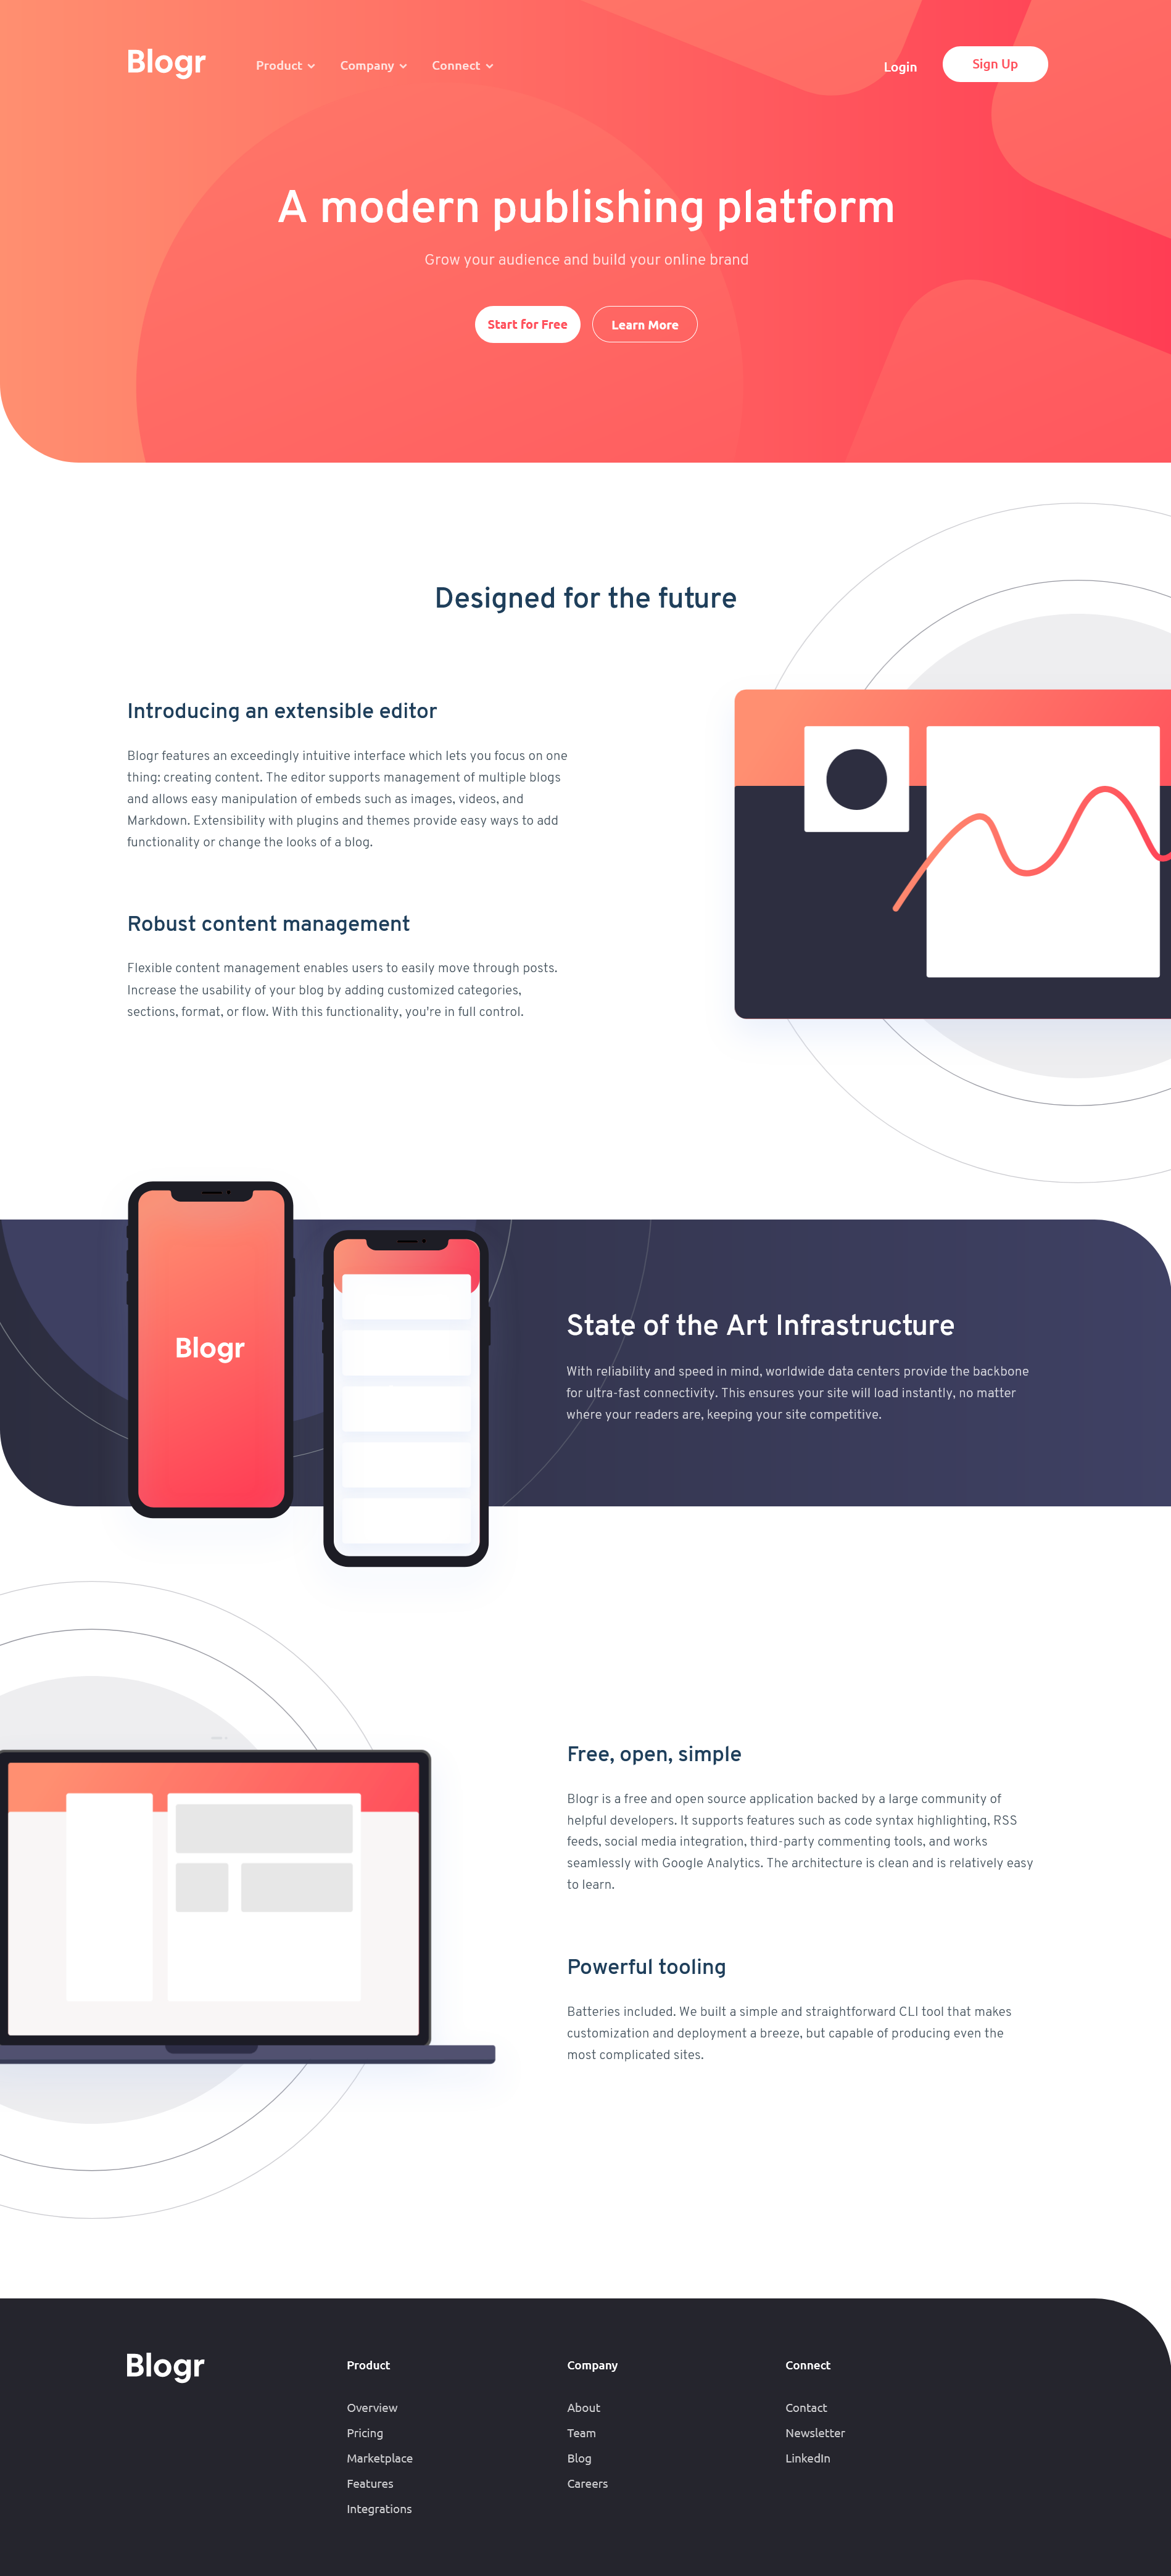 Blogr
Product
Company
Connect
Login
Sign Up
A modern publishing platform
Grow your audience and build your online brand
Start for Free
Learn More
Designed for the future
Introducing an extensible editor
Blogr features an exceedingly intuitive interface which lets you focus on one
thing: creating content. The editor supports management of multiple blogs
and allows easy manipulation of embeds such as images, videos, and
Markdown. Extensibility with plugins and themes provide easy ways to add
functionality or change the looks of a blog.
Robust content management
Flexible content management enables users to easily move through posts.
Increase the usability of your blog by adding customized categories,
sections, format, or flow. With this functionality, you're in full control.
Blogr
State of the Art Infrastructure
With reliability and speed in mind, worldwide data centers provide the backbone
for ultra-fast connectivity. This ensures your site will load instantly, no matter
where your readers are, keeping your site competitive.
Free, open, simple
Blogr is a free and open source application backed by a large community of
helpful developers. It supports features such as code syntax highlighting, RSS
feeds, social media integration, third-party commenting tools, and works
seamlessly with Google Analytics. The architecture is clean and is relatively easy
to learn.
Powerful tooling
Batteries included. We built a simple and straightforward CLI tool that makes
customization and deployment a breeze, but capable of producing even the
most complicated sites.
Blogr
Product
Overview
Pricing
Marketplace
Features
Integrations
Company
About
Team
Blog
Careers
Connect
Contact
Newsletter
LinkedIn